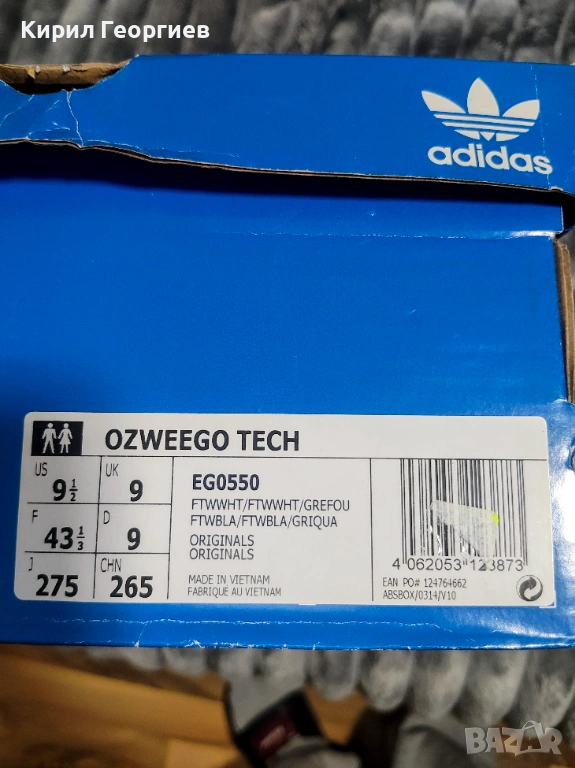 Кирил Георгиев
adidas
OZWEEGO TECH
US 9 1/2 UK 9
F 43 1/3 D 9
J 275 CHN 265
EG0550
FTWWHT/FTWWHT/GREFOU
FTWBLA/FTWBLA/GRIQUA
ORIGINALS
ORIGINALS
MADE IN VIETNAM
FABRIQUE AU VIETNAM
4 062053 123873
EAN PO# 124764662
ABSBOX/0314/V10
BAZAR